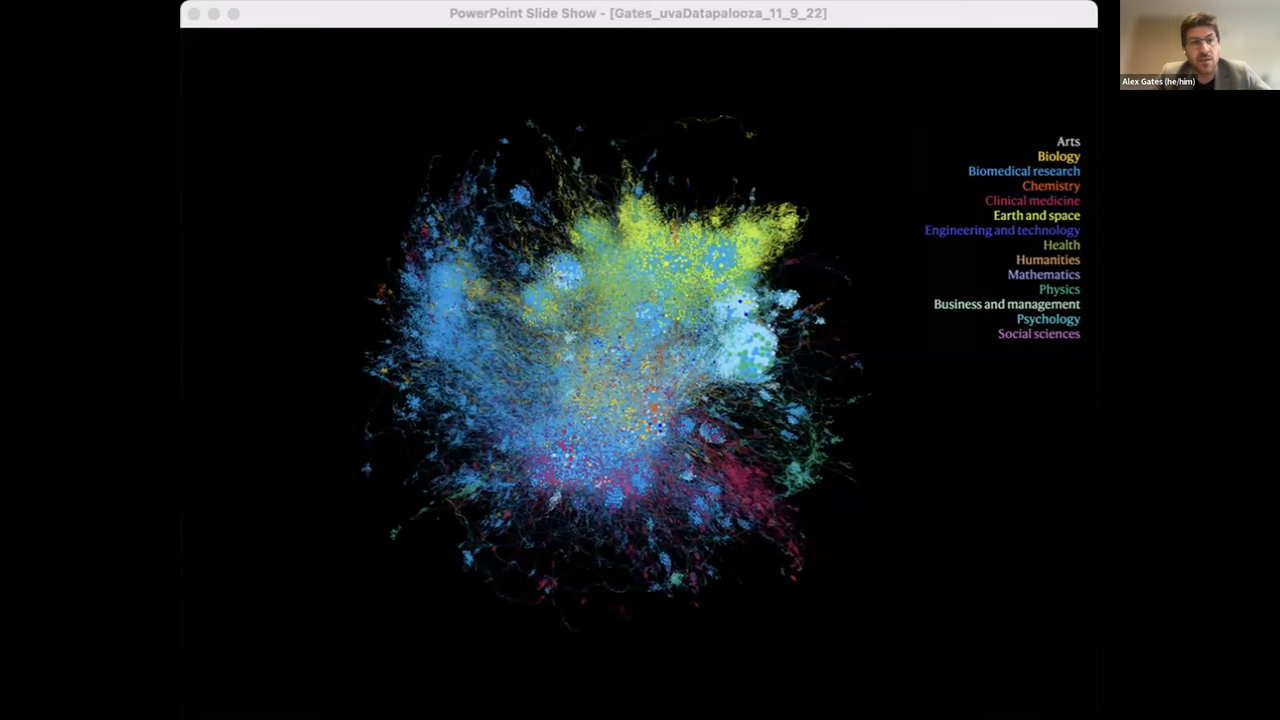 PowerPoint Slide Show - [Gates_uvaDatapalooza_11_9_22]
Alex Gates (he/him)
Arts
Biology
Biomedical research
Chemistry
Clinical medicine
Earth and space
Engineering and technology
Health
Humanities
Mathematics
Physics
Business and management
Psychology
Social sciences